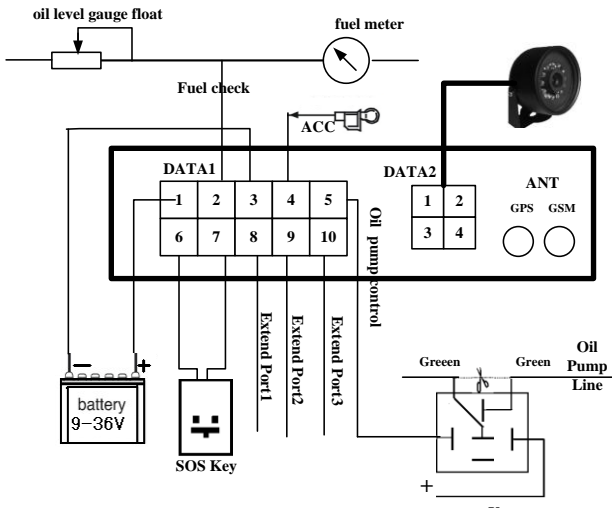 oil level gauge float
fuel meter
Fuel check
ACC
DATA1
DATA2
ANT
GPS GSM
1 2 3 4 5
6 7 8 9 10
1 2
3 4
Oil pump control
Extend Port1
Extend Port2
Extend Port3
− +
battery
9-36V
SOS Key
Greeen
Green
Oil
Pump
Line
+